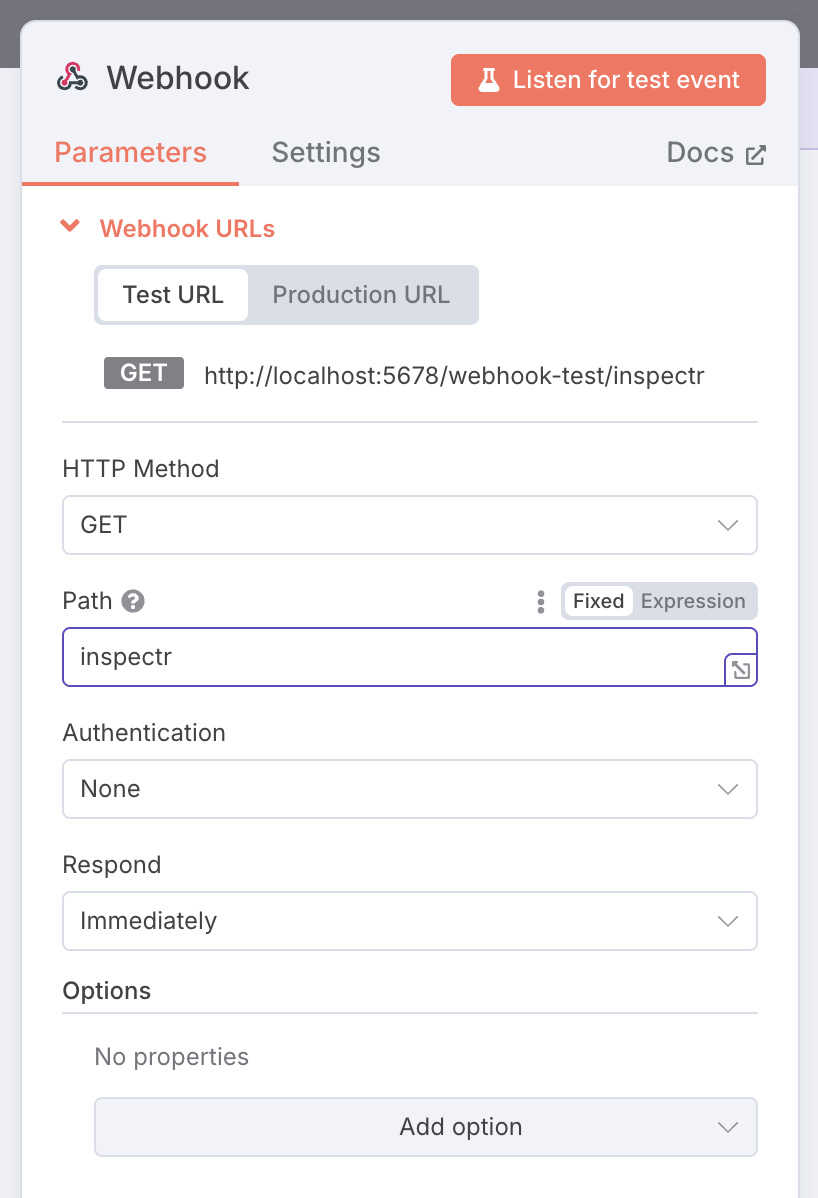 Webhook
Listen for test event
Parameters Settings Docs
Webhook URLs
Test URL Production URL
GET http://localhost:5678/webhook-test/inspectr
HTTP Method
GET
Path ? Fixed Expression
inspectr
Authentication
None
Respond
Immediately
Options
No properties
Add option